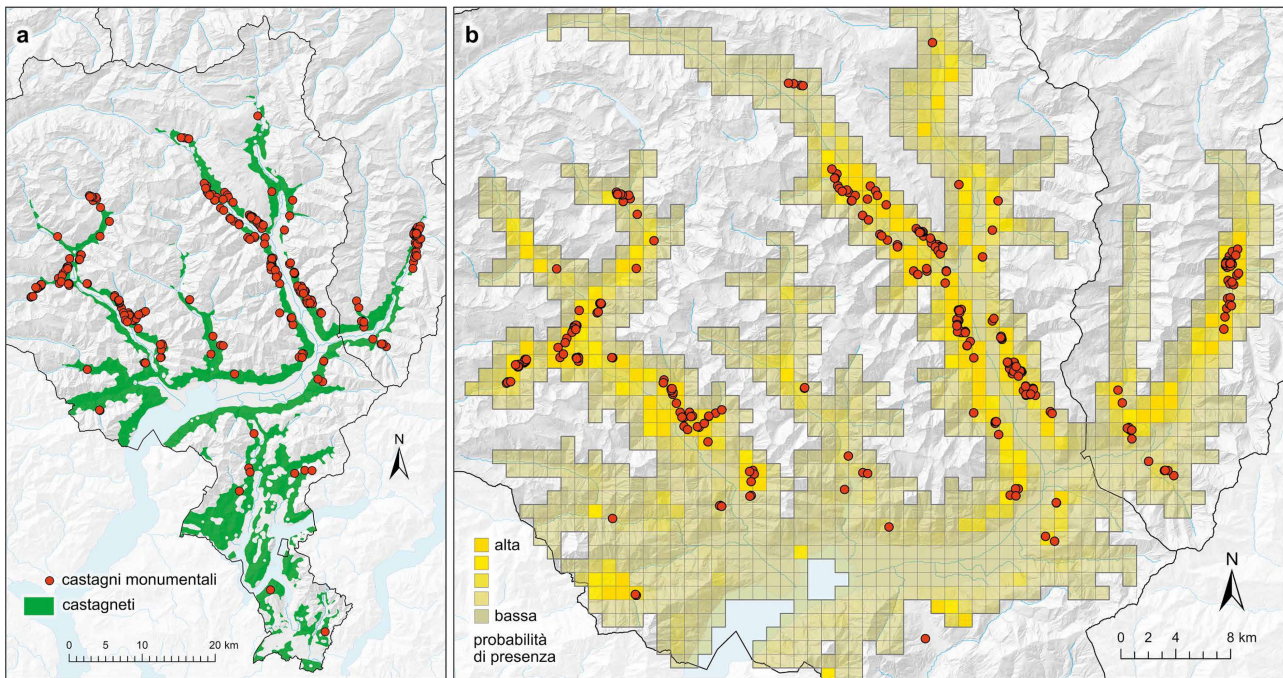 a
N
castagni monumentali
castagneti
0 5 10 20 km
b
alta
bassa
probabilità
di presenza
N
0 2 4 8 km